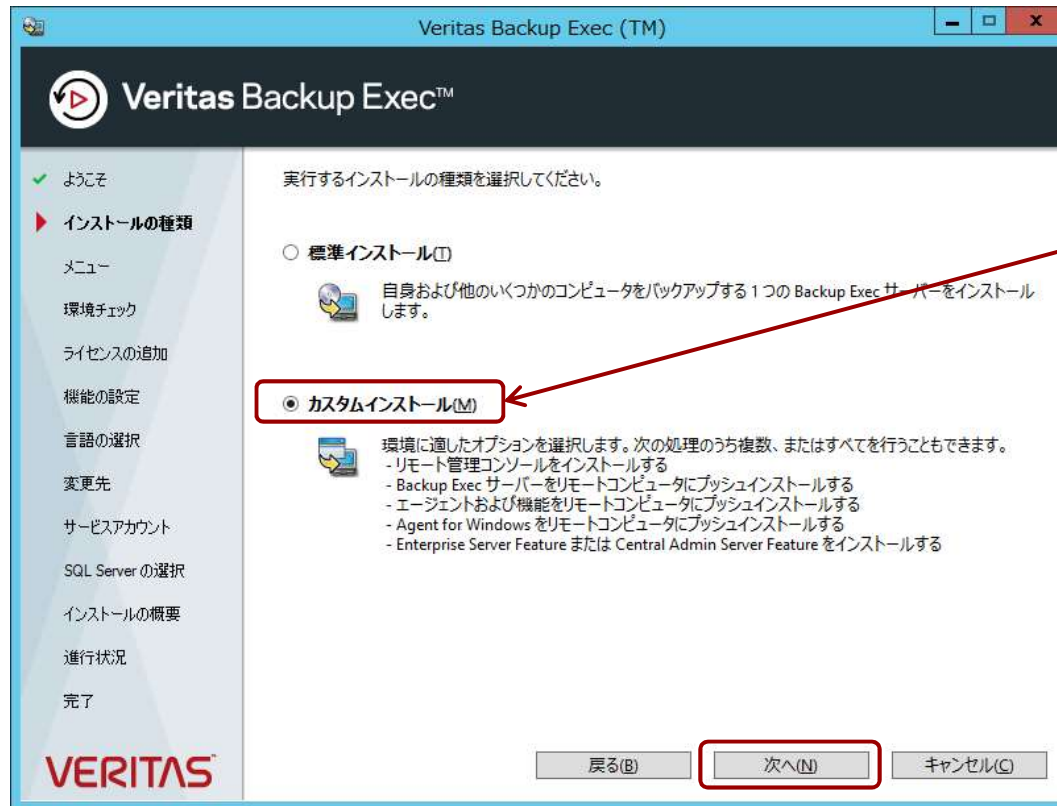 Veritas Backup Exec (TM)
Veritas Backup Exec™
ようこそ
インストールの種類
メニュー
環境チェック
ライセンスの追加
機能の設定
言語の選択
変更先
サービスアカウント
SQL Server の選択
インストールの概要
進行状況
完了
VERITAS™
実行するインストールの種類を選択してください。
標準インストール(T)
自身および他のいくつかのコンピュータをバックアップする 1 つの Backup Exec サーバーをインストール
します。
カスタムインストール(M)
環境に適したオプションを選択します。次の処理のうち複数、またはすべてを行うこともできます。
- リモート管理コンソールをインストールする
- Backup Exec サーバーをリモートコンピュータにプッシュインストールする
- エージェントおよび機能をリモートコンピュータにプッシュインストールする
- Agent for Windows をリモートコンピュータにプッシュインストールする
- Enterprise Server Feature または Central Admin Server Feature をインストールする
戻る(B) 次へ(N) キャンセル(C)